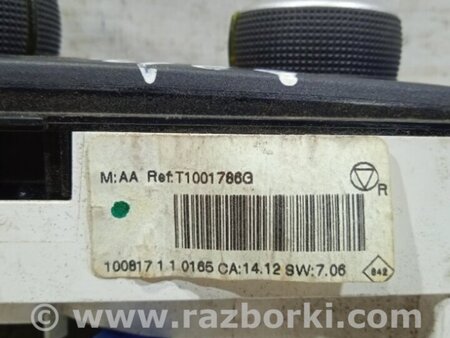 M:AA Ref:T1001786G
R
100817 1 1 0165 CA:14.12 SW:7.06
842
www.razborki.com